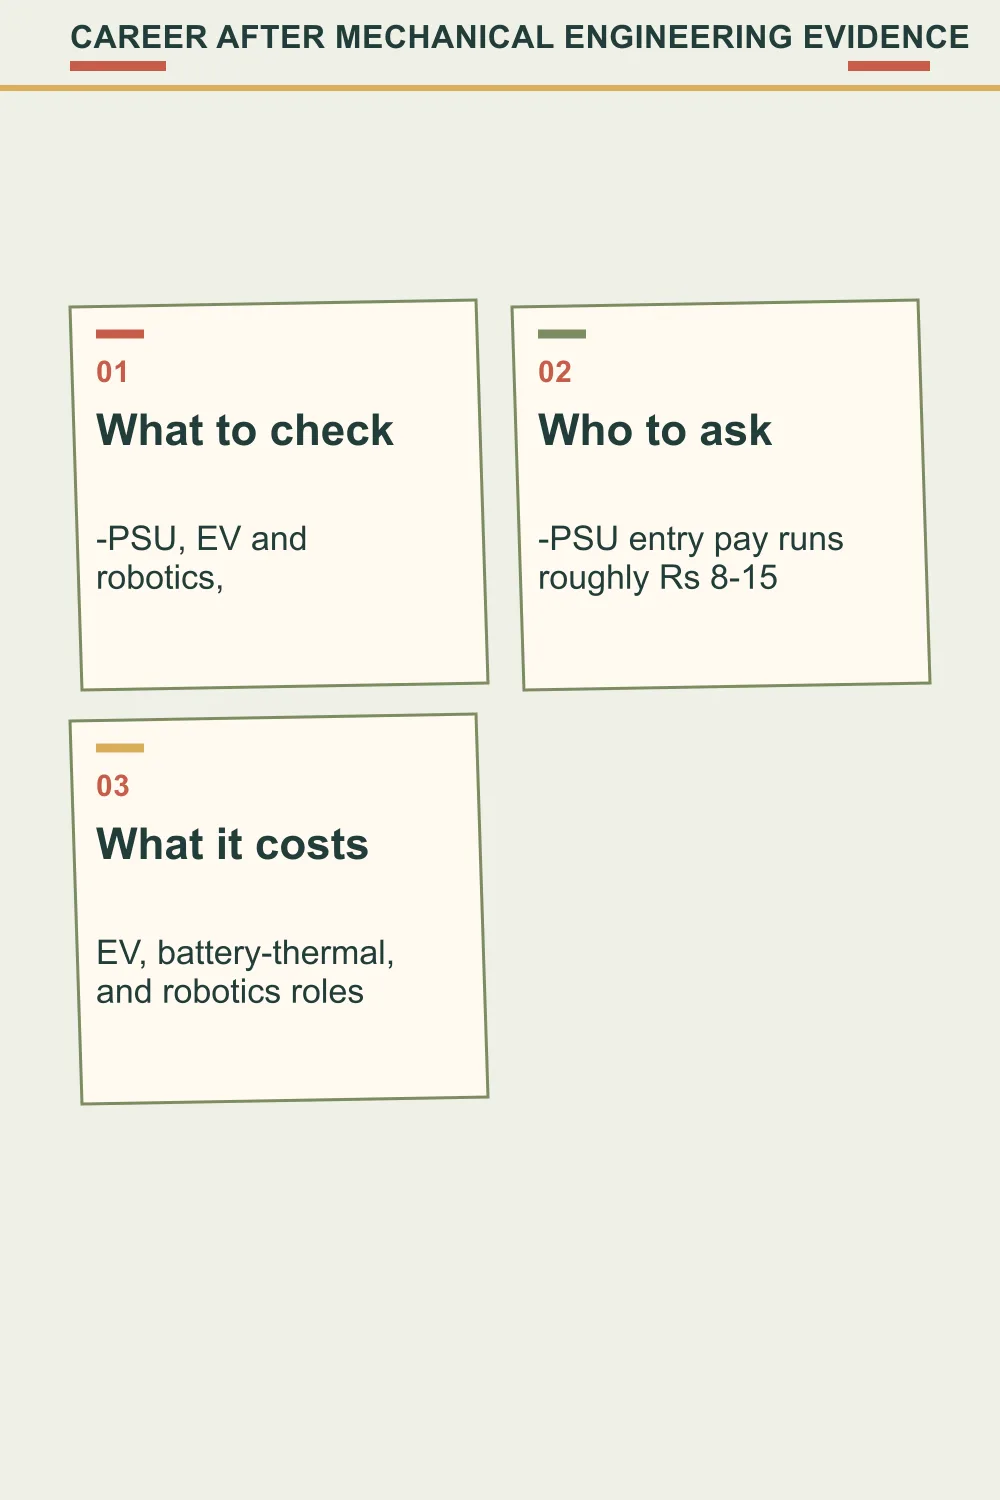 CAREER AFTER MECHANICAL ENGINEERING EVIDENCE
01
What to check
-PSU, EV and
robotics,
02
Who to ask
-PSU entry pay runs
roughly Rs 8-15
03
What it costs
EV, battery-thermal,
and robotics roles